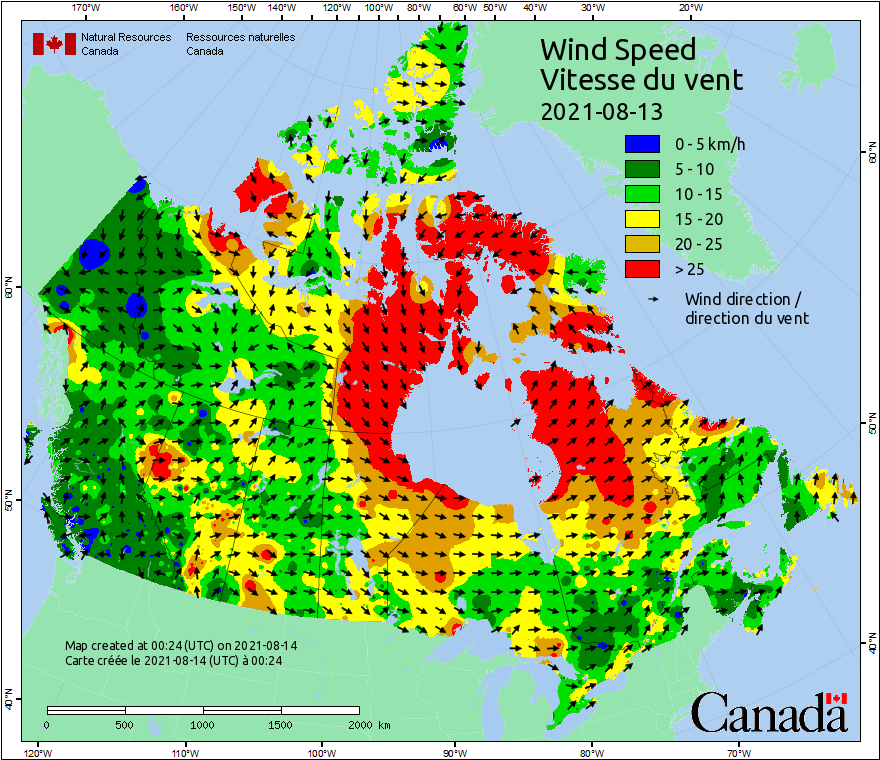 170°W 160°W 150°W 140°W 120°W 100°W 80°W 60°W 50°W 40°W 30°W 20°W
Natural Resources Ressources naturelles
Canada Canada
Wind Speed
Vitesse du vent
2021-08-13
0 - 5 km/h
5 - 10
10 - 15
15 - 20
20 - 25
> 25
Wind direction /
direction du vent
60°N 60°N
50°N 50°N
40°N 40°N
Map created at 00:24 (UTC) on 2021-08-14
Carte créée le 2021-08-14 (UTC) à 00:24
0 500 1000 1500 2000 km
Canada
120°W 110°W 100°W 90°W 80°W 70°W